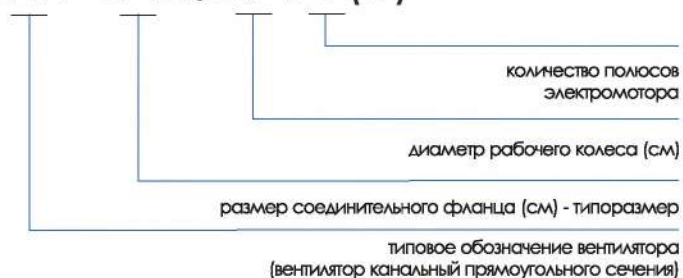 количество полюсов
электромотора
диаметр рабочего колеса (см)
размер соединительного фланца (см) - типоразмер
типовое обозначение вентилятора
(вентилятор канальный прямоугольного сечения)